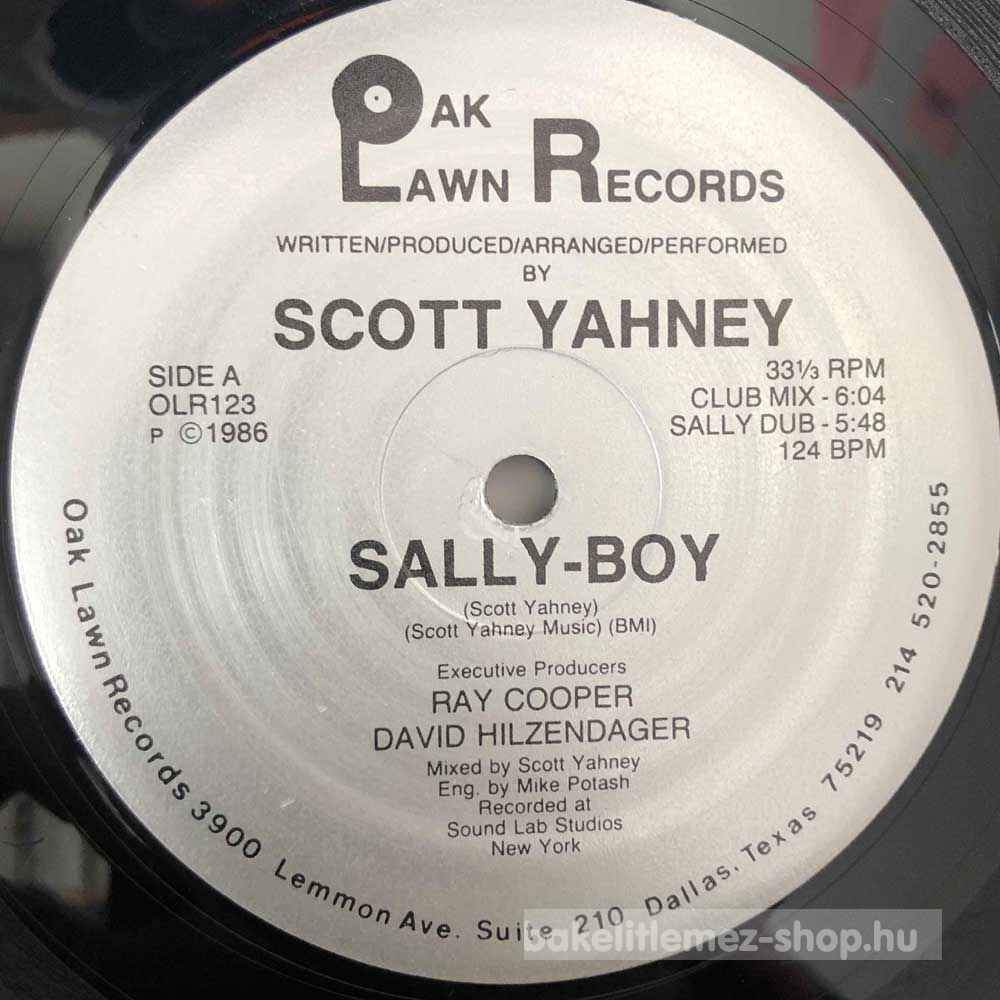 OAK
LAWN RECORDS
WRITTEN/PRODUCED/ARRANGED/PERFORMED
BY
SCOTT YAHNEY
SIDE A
OLR123
P ©1986
33⅓ RPM
CLUB MIX - 6:04
SALLY DUB - 5:48
124 BPM
SALLY-BOY
(Scott Yahney)
(Scott Yahney Music) (BMI)
Executive Producers
RAY COOPER
DAVID HILZENDAGER
Mixed by Scott Yahney
Eng. by Mike Potash
Recorded at
Sound Lab Studios
New York
Oak Lawn Records 3900 Lemmon Ave. Suite 210 Dallas, Texas 75219 214 520-2855
bakelitlemez-shop.hu